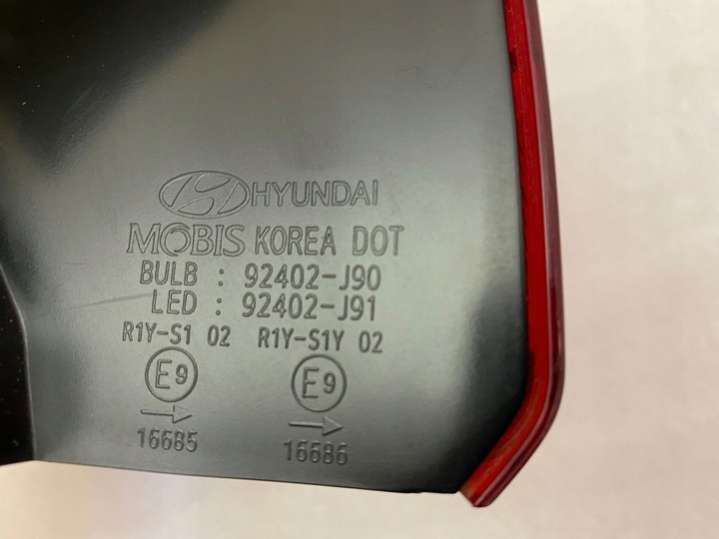 HYUNDAI
MOBIS KOREA DOT
BULB : 92402-J90
LED : 92402-J91
R1Y-S1 02 R1Y-S1Y 02
E9 E9
16685 16686